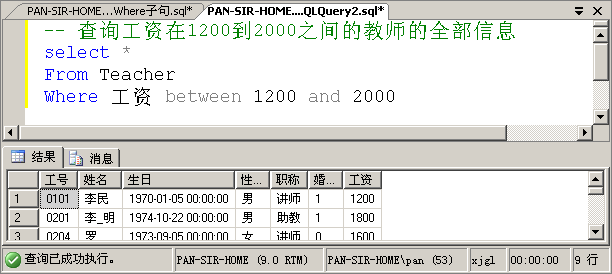 PAN-SIR-HOME...Where子句.sql* PAN-SIR-HOME....QLQuery2.sql*
-- 查询工资在1200到2000之间的教师的全部信息
select *
From Teacher
Where 工资 between 1200 and 2000
结果 消息
工号 姓名 生日 性... 职称 婚... 工资
1 0101 李民 1970-01-05 00:00:00 男 讲师 1 1200
2 0201 李_明 1974-10-22 00:00:00 男 助教 1 1800
3 0204 罗 1973-09-05 00:00:00 女 讲师 0 1600
查询已成功执行。 PAN-SIR-HOME (9.0 RTM) PAN-SIR-HOME\pan (53) xjgl 00:00:00 9 行